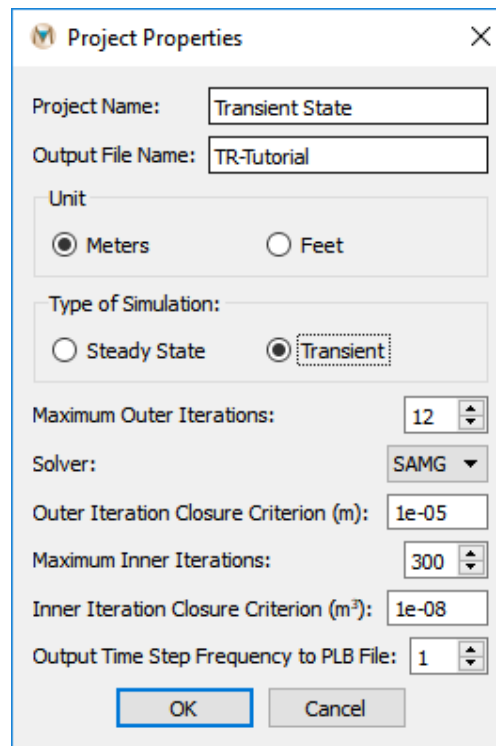 Project Properties
Project Name: Transient State
Output File Name: TR-Tutorial
Unit
Meters Feet
Type of Simulation:
Steady State Transient
Maximum Outer Iterations: 12
Solver: SAMG
Outer Iteration Closure Criterion (m): 1e-05
Maximum Inner Iterations: 300
Inner Iteration Closure Criterion (m³): 1e-08
Output Time Step Frequency to PLB File: 1
OK Cancel